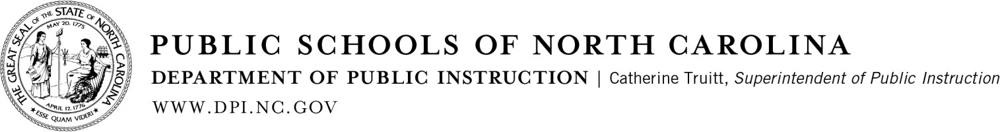 THE GREAT SEAL OF THE STATE OF NORTH CAROLINA
MAY 20, 1775
APRIL 12, 1776
★ ESSE QUAM VIDERI ★
PUBLIC SCHOOLS OF NORTH CAROLINA
DEPARTMENT OF PUBLIC INSTRUCTION | Catherine Truitt, Superintendent of Public Instruction
WWW.DPI.NC.GOV